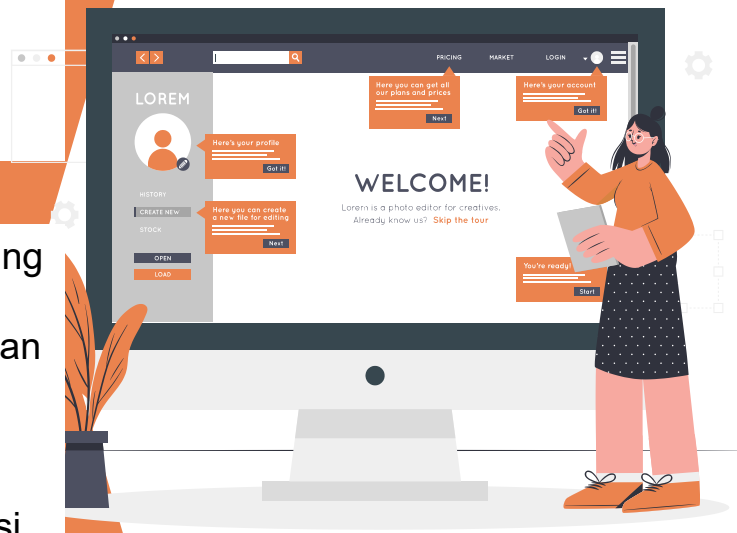 PRICING
MARKET
LOGIN
LOREM
Here you can get all
our plans and prices
Next
Here's your account
Got it!
Here's your profile
Got it!
WELCOME!
Lorem is a photo editor for creatives.
Already know us? Skip the tour
HISTORY
CREATE NEW
STOCK
Here you can create
a new file for editing
Next
OPEN
LOAD
You're ready!
Start
ng
an
si